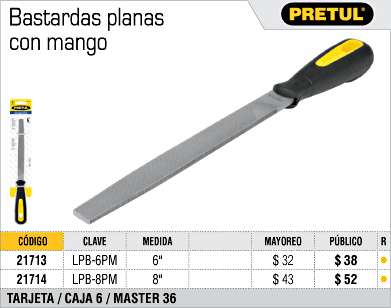 Bastardas planas
con mango
PRETUL®
PRETUL
CÓDIGO CLAVE MEDIDA MAYOREO PÚBLICO R
21713 LPB-6PM 6" $ 32 $ 38
21714 LPB-8PM 8" $ 43 $ 52
TARJETA / CAJA 6 / MASTER 36